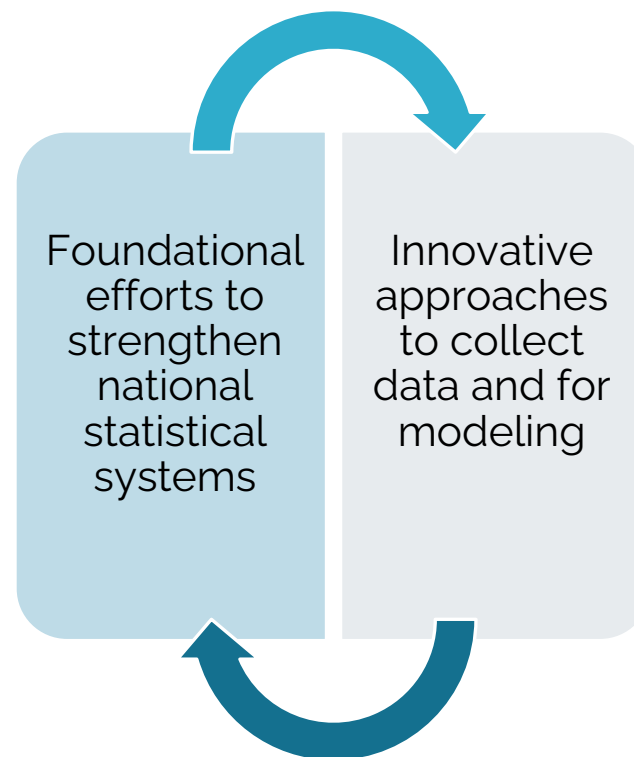 Foundational
efforts to
strengthen
national
statistical
systems
Innovative
approaches
to collect
data and for
modeling